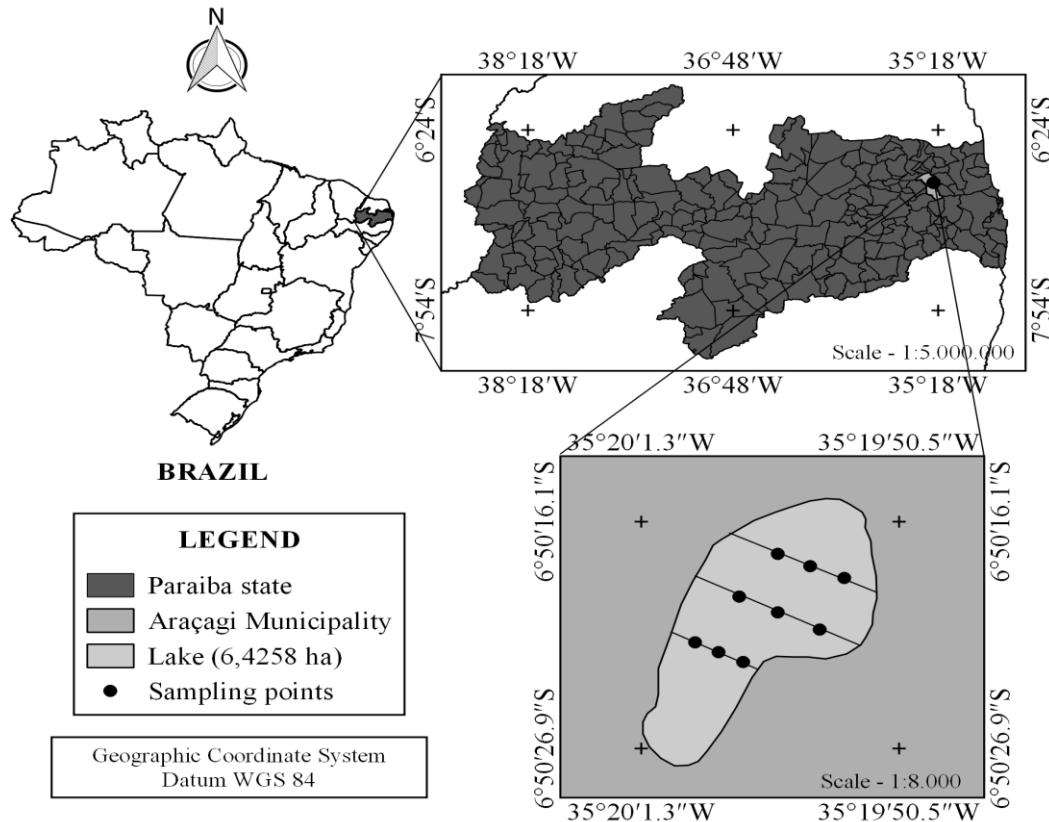 N
38°18'W 36°48'W 35°18'W
6°24'S 6°24'S
7°54'S 7°54'S
Scale - 1:5.000.000
38°18'W 36°48'W 35°18'W
BRAZIL
LEGEND
Paraiba state
Araçagi Municipality
Lake (6,4258 ha)
Sampling points
Geographic Coordinate System
Datum WGS 84
35°20'1.3"W 35°19'50.5"W
6°50'16.1"S 6°50'16.1"S
6°50'26.9"S 6°50'26.9"S
Scale - 1:8.000
35°20'1.3"W 35°19'50.5"W